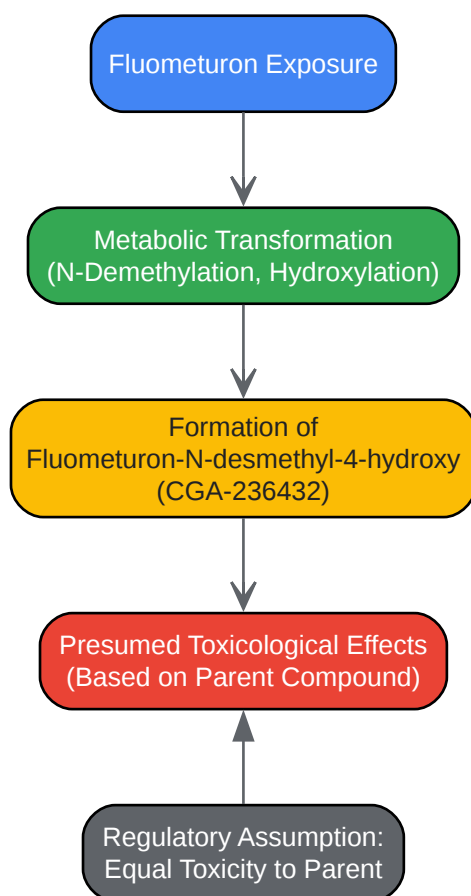 Fluometuron Exposure
Metabolic Transformation
(N-Demethylation, Hydroxylation)
Formation of
Fluometuron-N-desmethyl-4-hydroxy
(CGA-236432)
Presumed Toxicological Effects
(Based on Parent Compound)
Regulatory Assumption:
Equal Toxicity to Parent